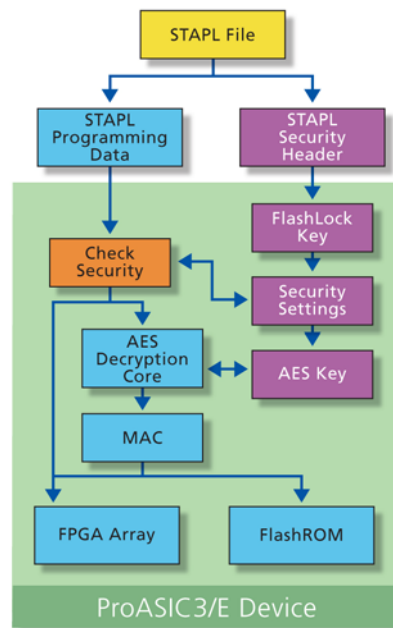 STAPL File
STAPL
Programming
Data
STAPL
Security
Header
FlashLock
Key
Check
Security
Security
Settings
AES
Decryption
Core
AES Key
MAC
FPGA Array
FlashROM
ProASIC3/E Device